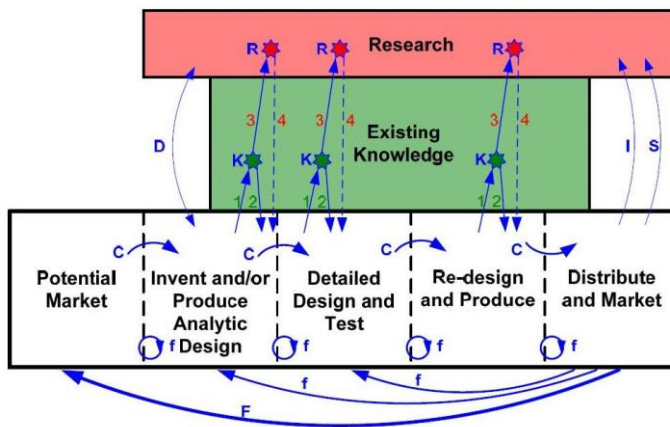 R R R
Research
3 4 3 4 3 4
D Existing I S
Knowledge
K K K
1 2 1 2 1 2
C C C C
Potential
Market
Invent and/or
Produce
Analytic
Design
Detailed
Design and
Test
Re-design
and Produce
Distribute
and Market
f f f f
f
f
F